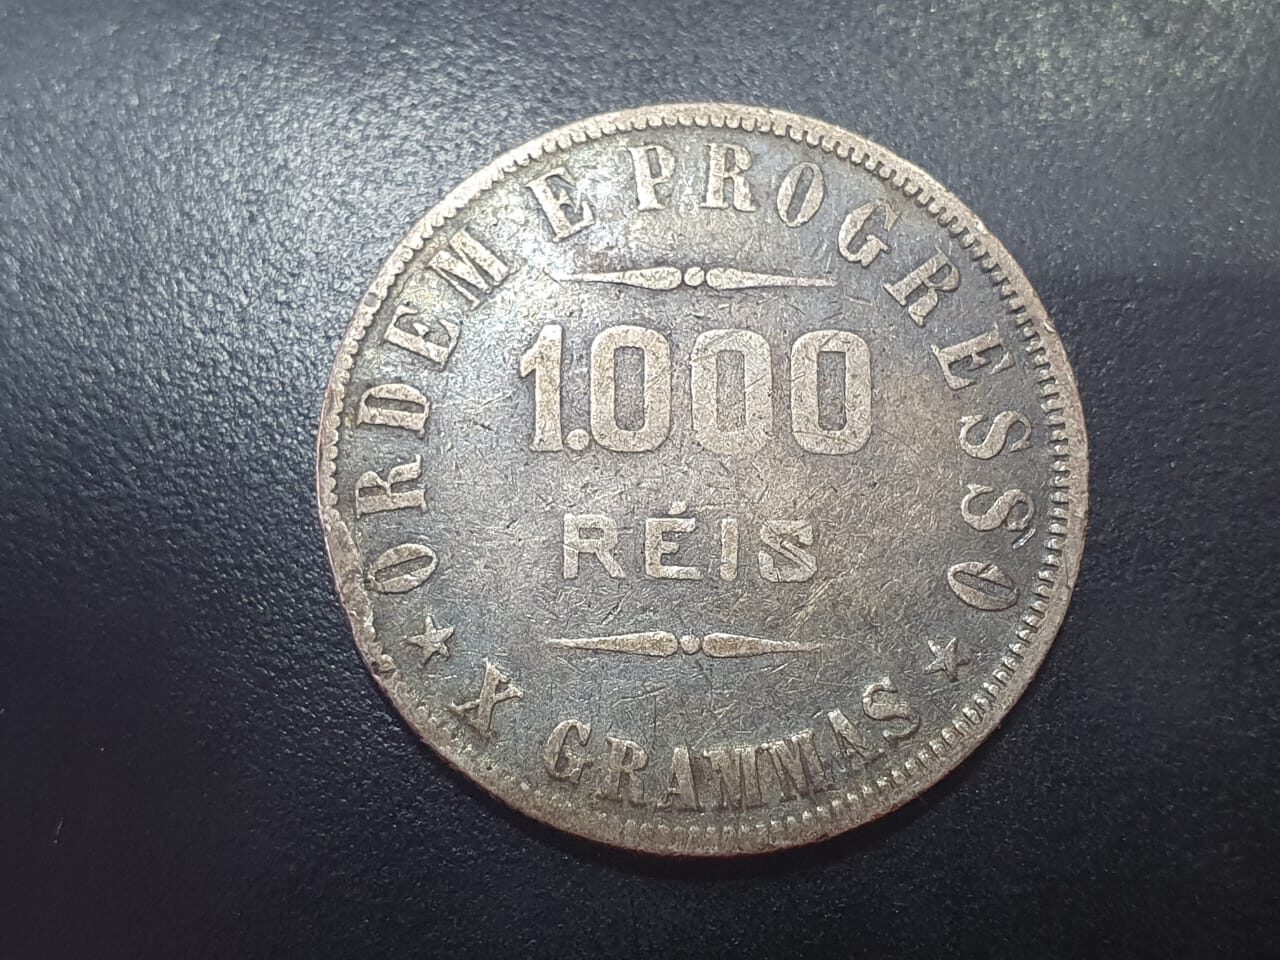 ORDEM E PROGRESSO
1.000
RÉIS
X GRAMMAS